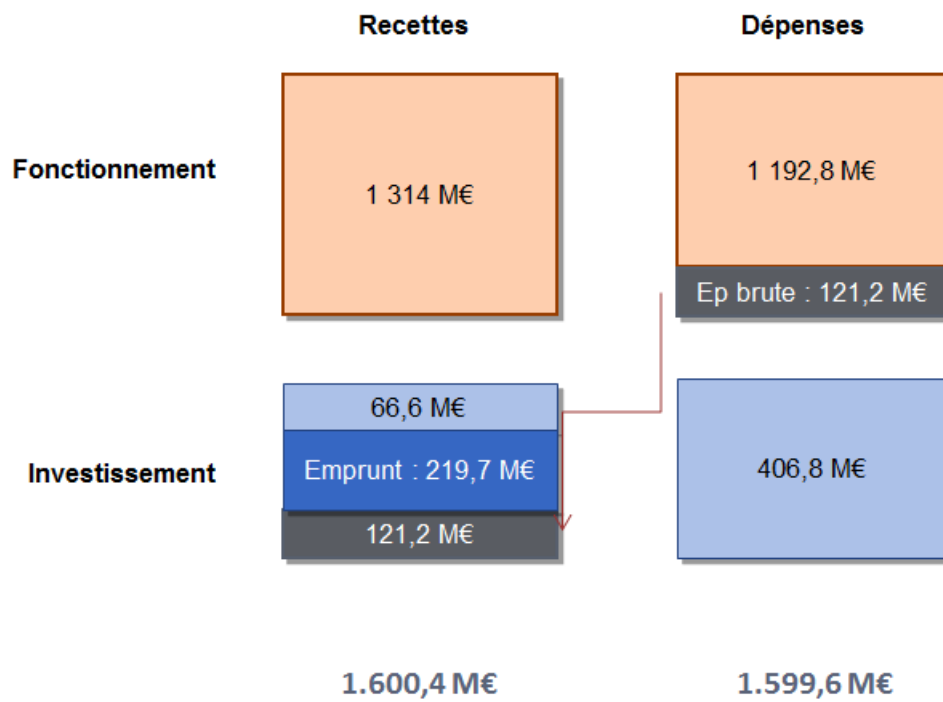 Recettes
Dépenses
Fonctionnement
1 314 M€
1 192,8 M€
Ep brute : 121,2 M€
66,6 M€
Investissement
Emprunt : 219,7 M€
406,8 M€
121,2 M€
1.600,4 M€
1.599,6 M€